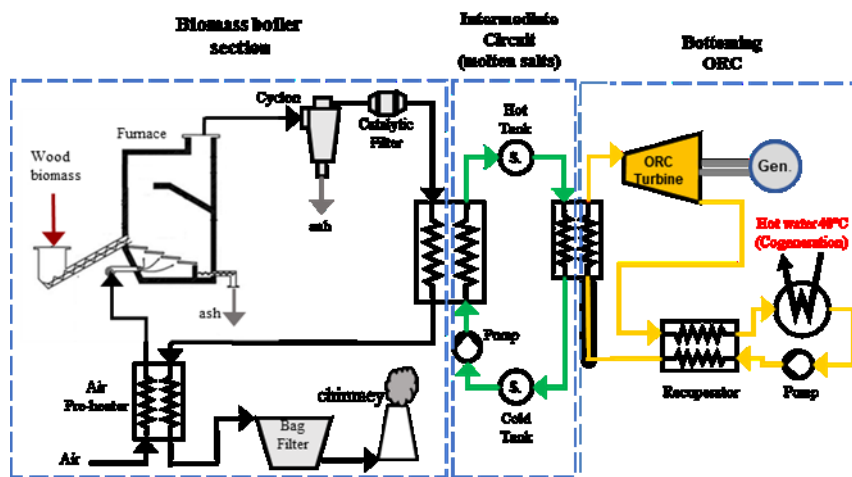 Biomass boiler
section
Intermediate
Circuit
(molten salts)
Bottoming
ORC
Cyclon
Catalytic
Filter
Furnace
Wood
biomass
ash
ash
Hot
Tank
S.
ORC
Turbine
Gen.
Hot water 40°C
(Cogeneration)
Pump
S.
Cold
Tank
Recuperator
Pump
Air
Pre-heater
Air
Bag
Filter
chimney